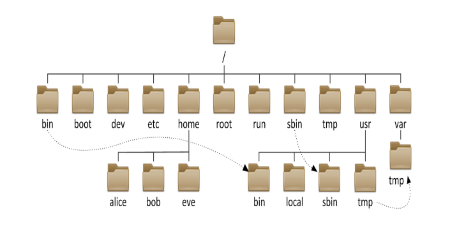 /
bin boot dev etc home root run sbin tmp usr var
tmp
alice bob eve bin local sbin tmp